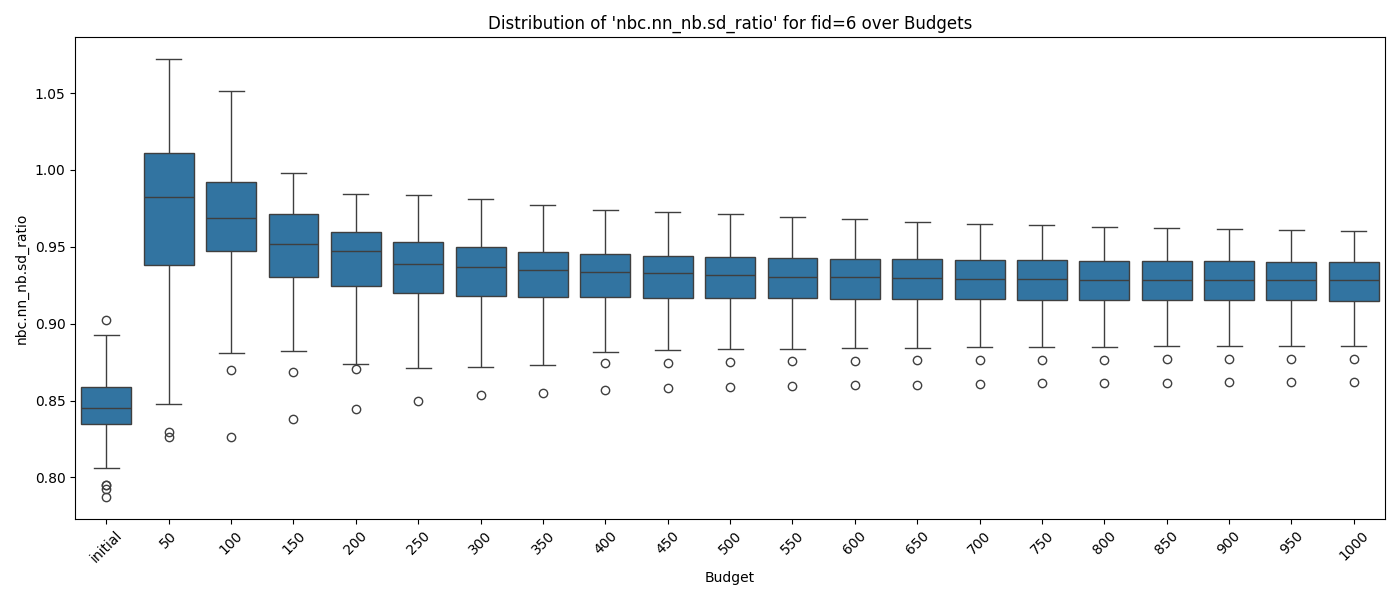 Distribution of 'nbc.nn_nb.sd_ratio' for fid=6 over Budgets
nbc.nn_nb.sd_ratio
1.05
1.00
0.95
0.90
0.85
0.80
initial 50 100 150 200 250 300 350 400 450 500 550 600 650 700 750 800 850 900 950 1000
Budget